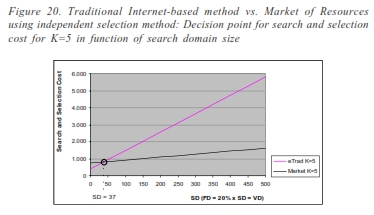 Figure 20. Traditional Internet-based method vs. Market of Resources
using independent selection method: Decision point for search and selection
cost for K=5 in function of search domain size
Search and Selection Cost
6.000
5.000
4.000
3.000
2.000
1.000
0
0 50 100 150 200 250 300 350 400 450 500
SD = 37
SD (FD = 20% x SD = VD)
eTrad K=5
Market K=5